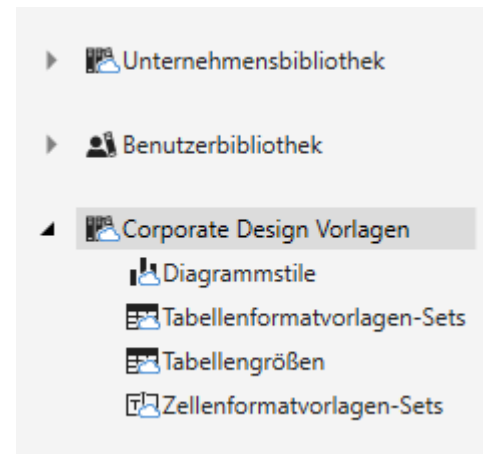 Unternehmensbibliothek
Benutzerbibliothek
Corporate Design Vorlagen
Diagrammstile
Tabellenformatvorlagen-Sets
Tabellengrößen
Zellenformatvorlagen-Sets